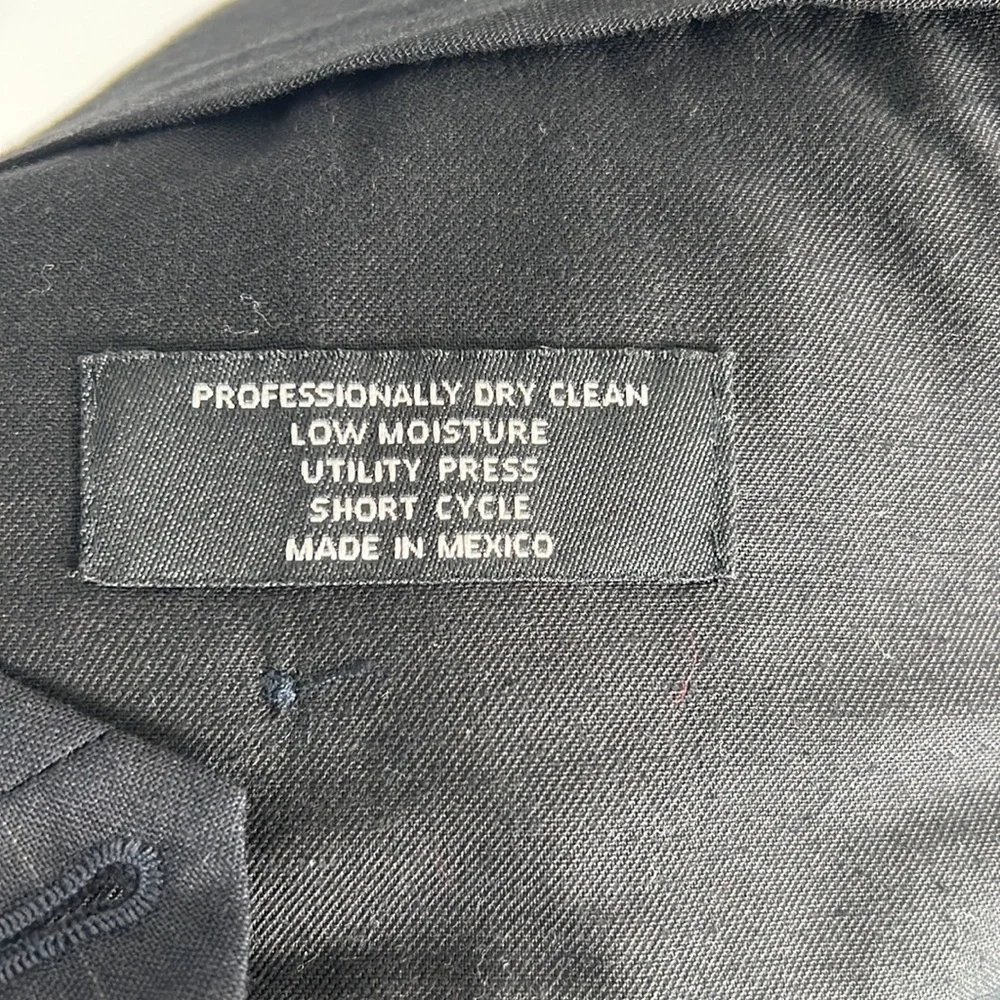 PROFESSIONALLY DRY CLEAN
LOW MOISTURE
UTILITY PRESS
SHORT CYCLE
MADE IN MEXICO